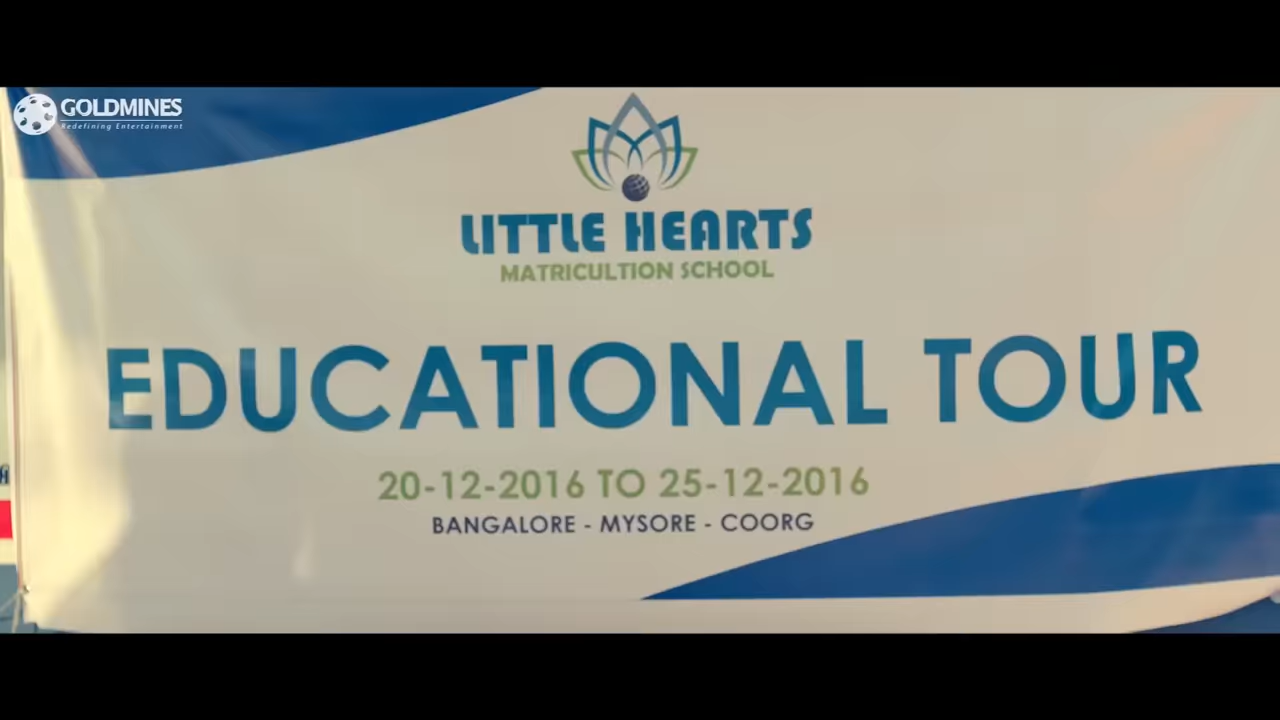 GOLDMINES
Redefining Entertainment
LITTLE HEARTS
MATRICULTION SCHOOL
EDUCATIONAL TOUR
20-12-2016 TO 25-12-2016
BANGALORE - MYSORE - COORG